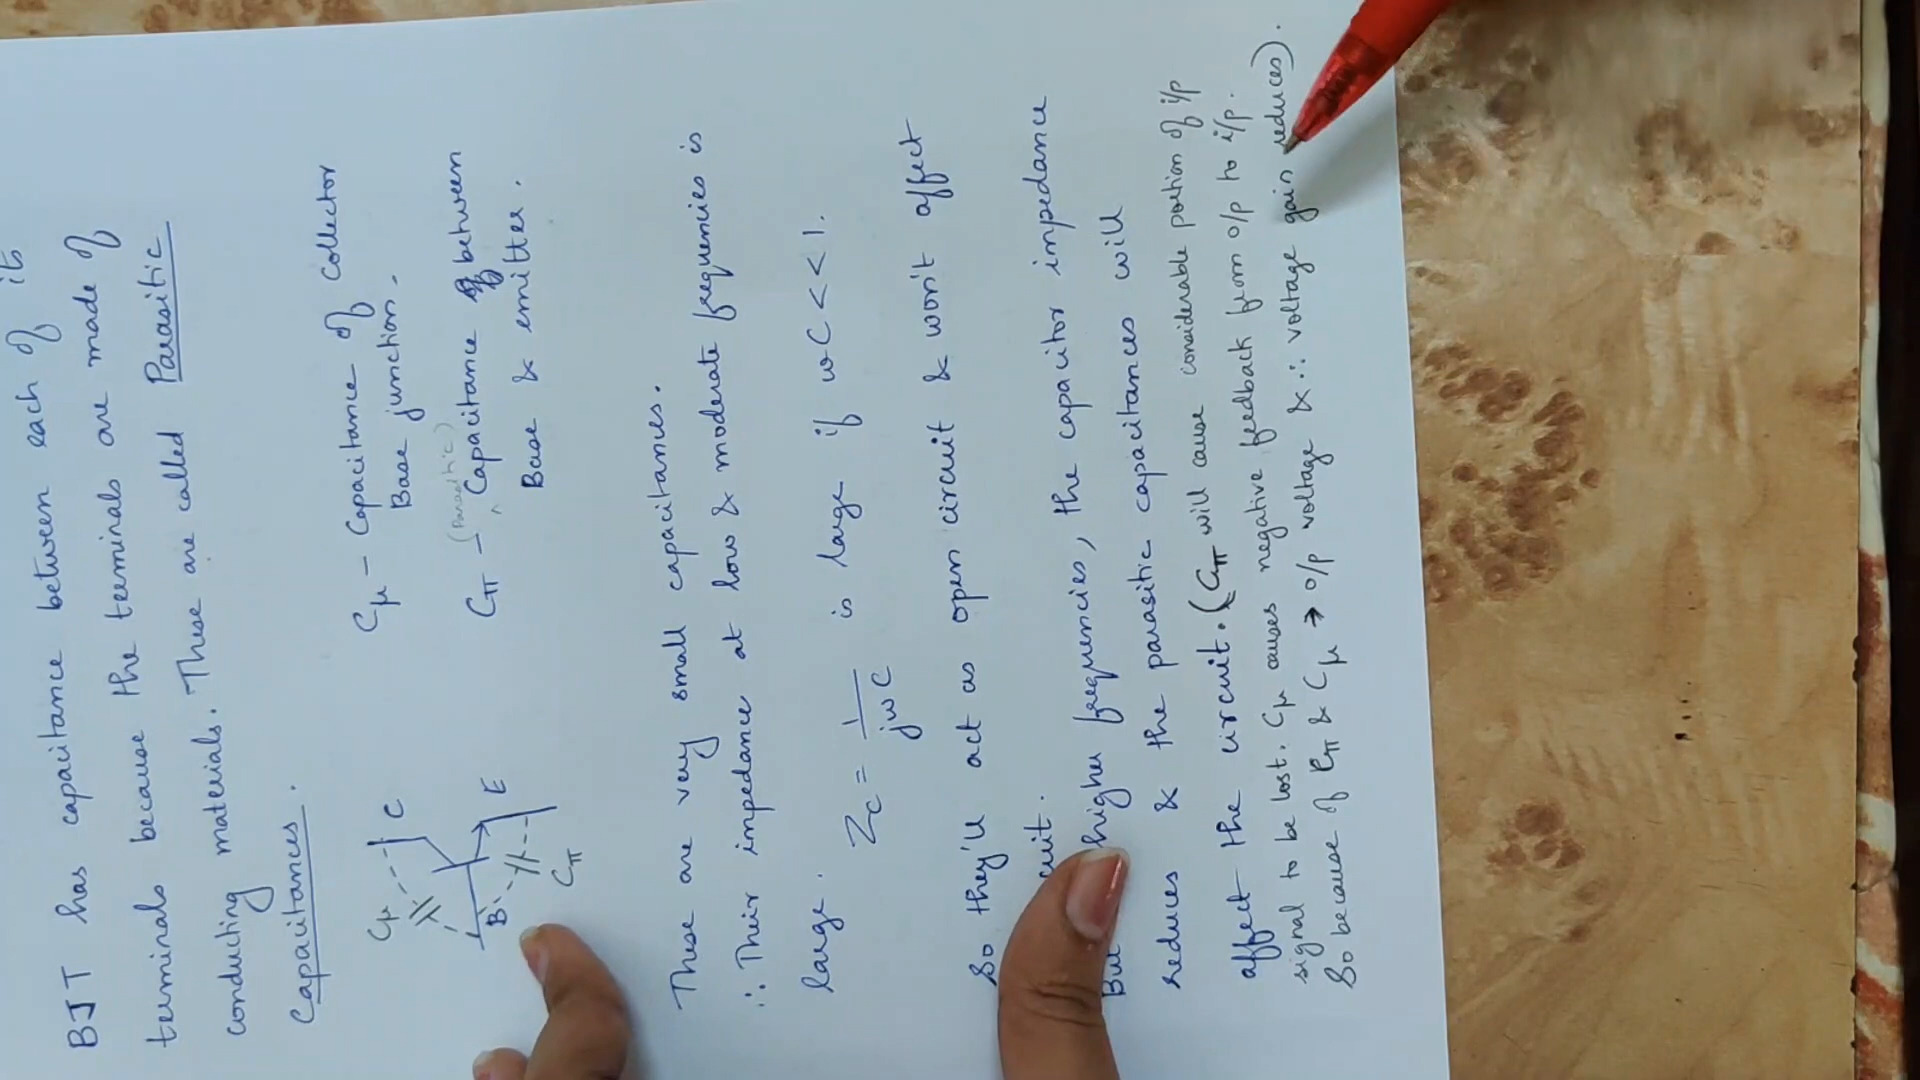 BJT has capacitance between each of its
terminals because the terminals are made of
conducting materials. These are called Parasitic
Capacitances.
Cμ - Capacitance of Collector
Base junction.
(Parasitic)
Cπ - Capacitance between
Base & emitter.
Cμ
C
B
E
Cπ
These are very small capacitances.
∴ Their impedance at low & moderate frequencies is
large.
Zc = 1/jωC is large if ωC << 1.
So they'll act as open circuit & won't affect
cuit.
But higher frequencies, the capacitor impedance
reduces & the parasitic capacitances will
affect the circuit. (Cπ will cause considerable portion of i/p
signal to be lost. Cμ causes negative feedback from o/p to i/p.
So because of Cπ & Cμ → o/p voltage & ∴ voltage gain reduces).